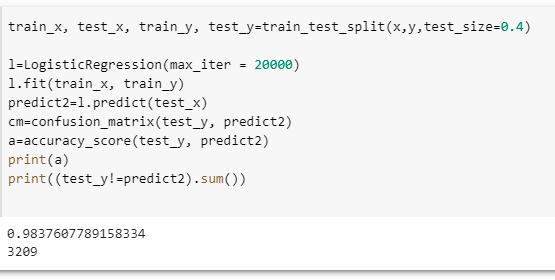 train_x, test_x, train_y, test_y=train_test_split(x,y,test_size=0.4)
l=LogisticRegression(max_iter = 20000)
l.fit(train_x, train_y)
predict2=l.predict(test_x)
cm=confusion_matrix(test_y, predict2)
a=accuracy_score(test_y, predict2)
print(a)
print((test_y!=predict2).sum())
0.9837607789158334
3209